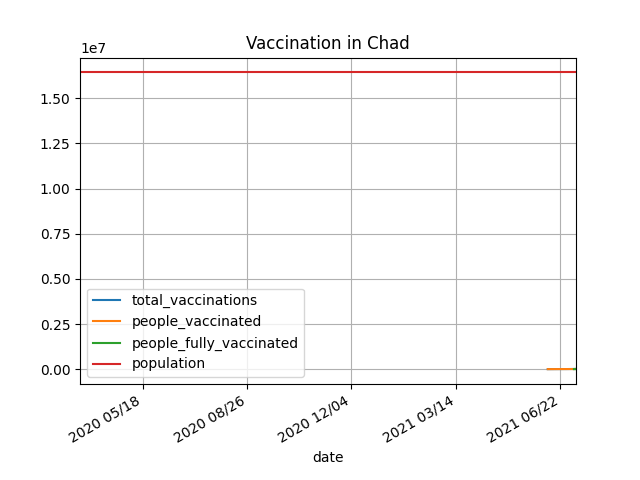 Vaccination in Chad
1e7
1.50
1.25
1.00
0.75
0.50
0.25
0.00
total_vaccinations
people_vaccinated
people_fully_vaccinated
population
2020 05/18
2020 08/26
2020 12/04
2021 03/14
2021 06/22
date